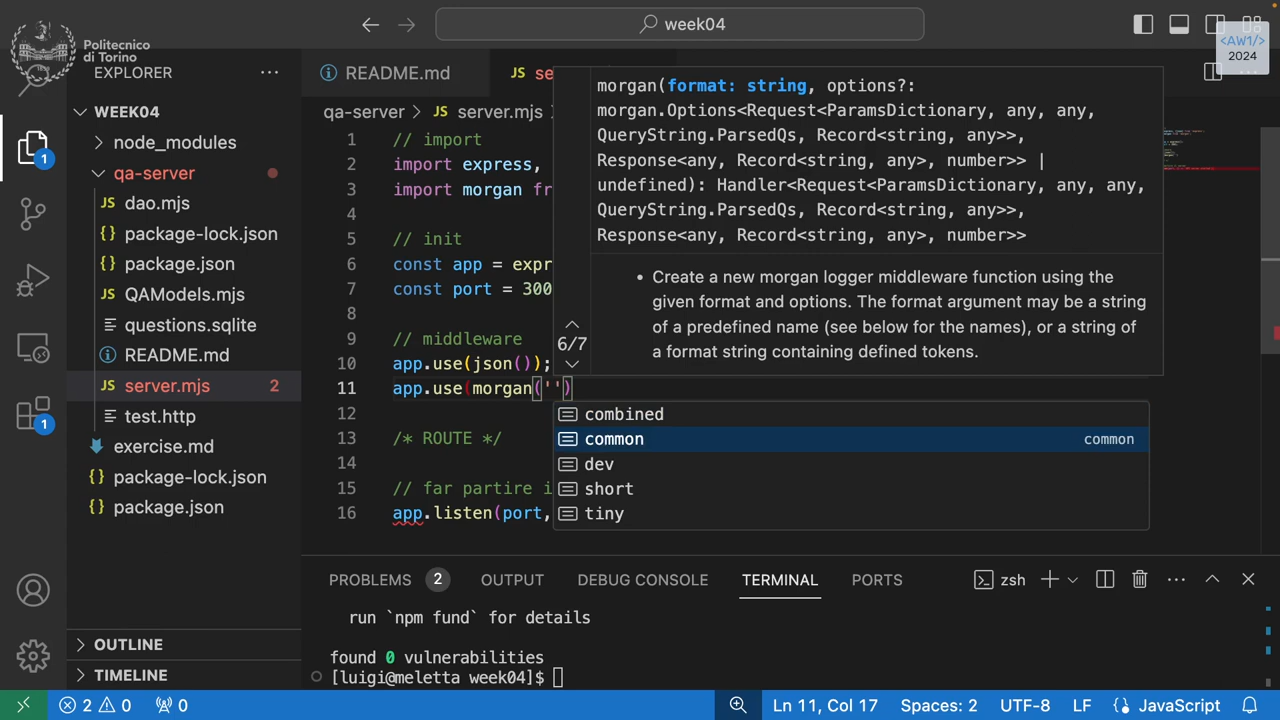 week04
Politecnico
di Torino
<AW1/>
2024
EXPLORER
README.md
JS se
WEEK04
node_modules
qa-server
JS dao.mjs
{} package-lock.json
{} package.json
JS QAModels.mjs
questions.sqlite
README.md
JS server.mjs 2
test.http
exercise.md
{} package-lock.json
{} package.json
OUTLINE
TIMELINE
1
1
qa-server > JS server.mjs
1 // import
2 import express,
3 import morgan fr
4
5 // init
6 const app = expr
7 const port = 300
8
9 // middleware
10 app.use(json());
11 app.use(morgan('')
12
13 /* ROUTE */
14
15 // far partire i
16 app.listen(port,
morgan(format: string, options?:
morgan.Options<Request<ParamsDictionary, any, any,
QueryString.ParsedQs, Record<string, any>>,
Response<any, Record<string, any>, number>> |
undefined): Handler<Request<ParamsDictionary, any, any,
QueryString.ParsedQs, Record<string, any>>,
Response<any, Record<string, any>, number>>
6/7
• Create a new morgan logger middleware function using the
given format and options. The format argument may be a string
of a predefined name (see below for the names), or a string of
a format string containing defined tokens.
combined
common common
dev
short
tiny
PROBLEMS 2 OUTPUT DEBUG CONSOLE TERMINAL PORTS zsh
run `npm fund` for details
found 0 vulnerabilities
[luigi@meletta week04]$
2 0 0 Ln 11, Col 17 Spaces: 2 UTF-8 LF {} JavaScript